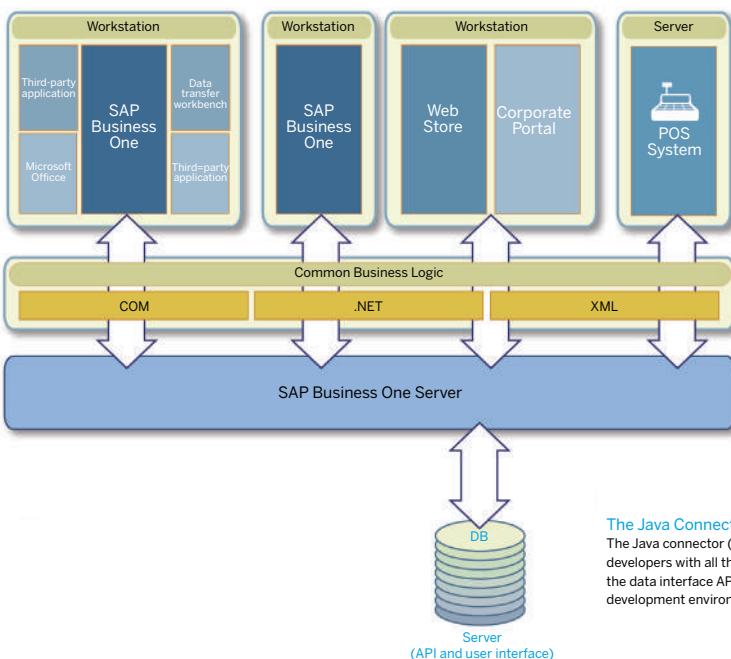 Workstation
Third-party
application
SAP
Business
One
Data
transfer
workbench
Microsoft
Officce
Third=party
application
Workstation
SAP
Business
One
Workstation
Web
Store
Corporate
Portal
Server
POS
System
Common Business Logic
COM
.NET
XML
SAP Business One Server
DB
Server
(API and user interface)
The Java Connect
The Java connector (
developers with all th
the data interface AP
development environ